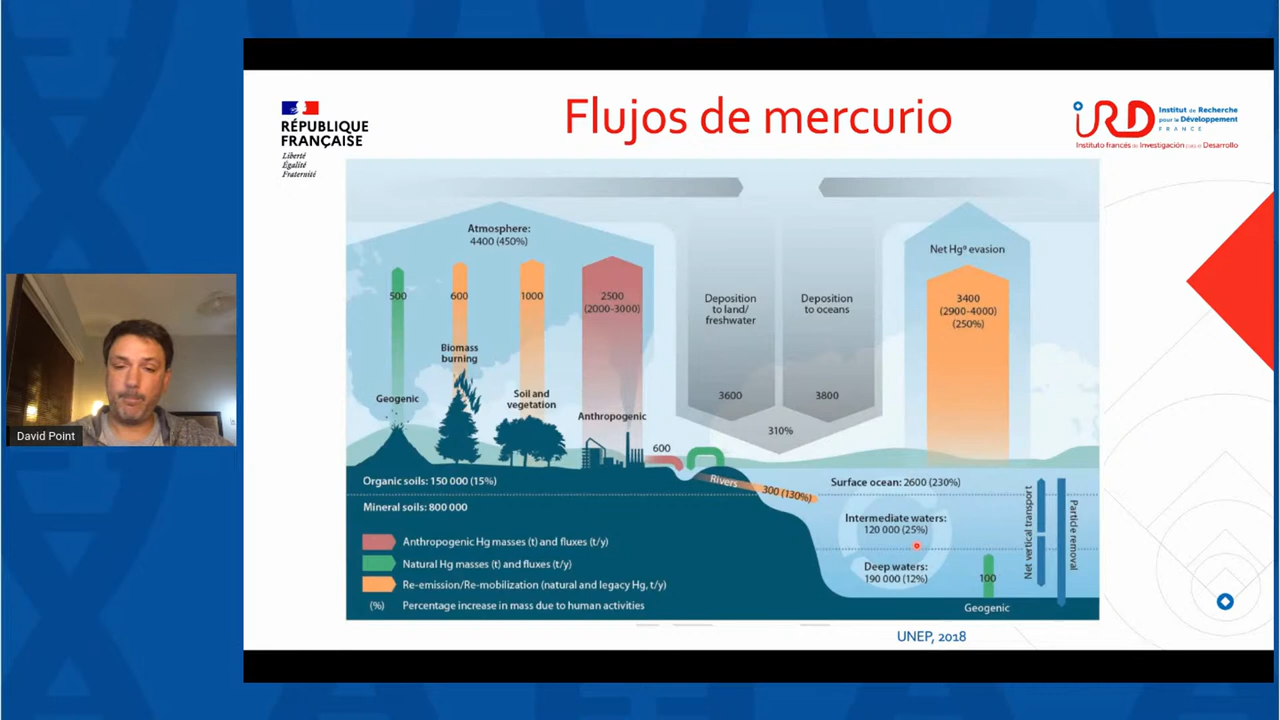 Flujos de mercurio
RÉPUBLIQUE
FRANÇAISE
Liberté
Égalité
Fraternité
IRD
Institut de Recherche
pour le Développement
FRANCE
Instituto francés de Investigación para el Desarrollo
Atmosphere:
4400 (450%)
500
600
1000
2500
(2000-3000)
Biomass
burning
Geogenic
Soil and
vegetation
Anthropogenic
Deposition
to land/
freshwater
Deposition
to oceans
3600
3800
310%
Net Hg⁰ evasion
3400
(2900-4000)
(250%)
600
Rivers
300 (130%)
Organic soils: 150 000 (15%)
Mineral soils: 800 000
Surface ocean: 2600 (230%)
Intermediate waters:
120 000 (25%)
Deep waters:
190 000 (12%)
100
Geogenic
Net vertical transport
Particle removal
Anthropogenic Hg masses (t) and fluxes (t/y)
Natural Hg masses (t) and fluxes (t/y)
Re-emission/Re-mobilization (natural and legacy Hg, t/y)
(%) Percentage increase in mass due to human activities
UNEP, 2018
David Point